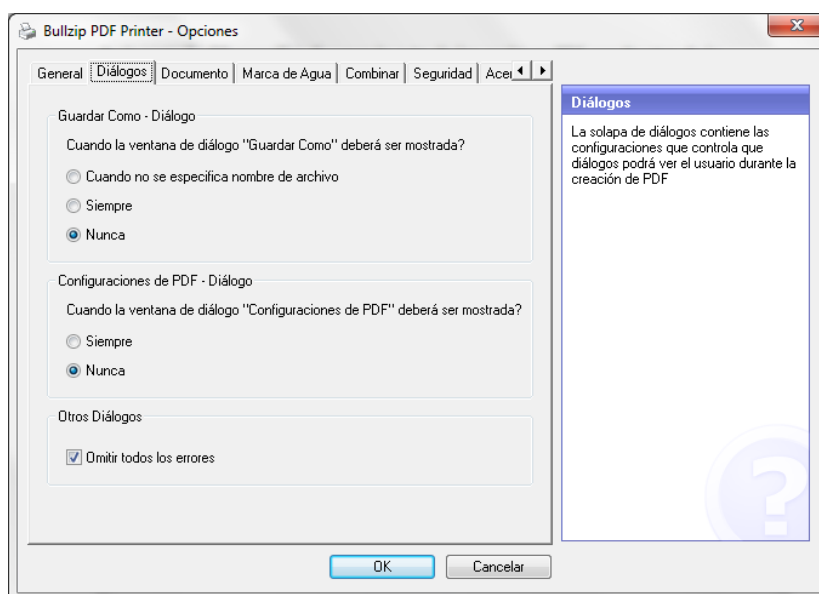 Bullzip PDF Printer - Opciones
General Diálogos Documento Marca de Agua Combinar Seguridad
Guardar Como - Diálogo
Cuando la ventana de diálogo "Guardar Como" deberá ser mostrada?
Cuando no se especifica nombre de archivo
Siempre
Nunca
Configuraciones de PDF - Diálogo
Cuando la ventana de diálogo "Configuraciones de PDF" deberá ser mostrada?
Siempre
Nunca
Otros Diálogos
Omitir todos los errores
Diálogos
La solapa de diálogos contiene las
configuraciones que controla que
diálogos podrá ver el usuario durante la
creación de PDF
OK Cancelar